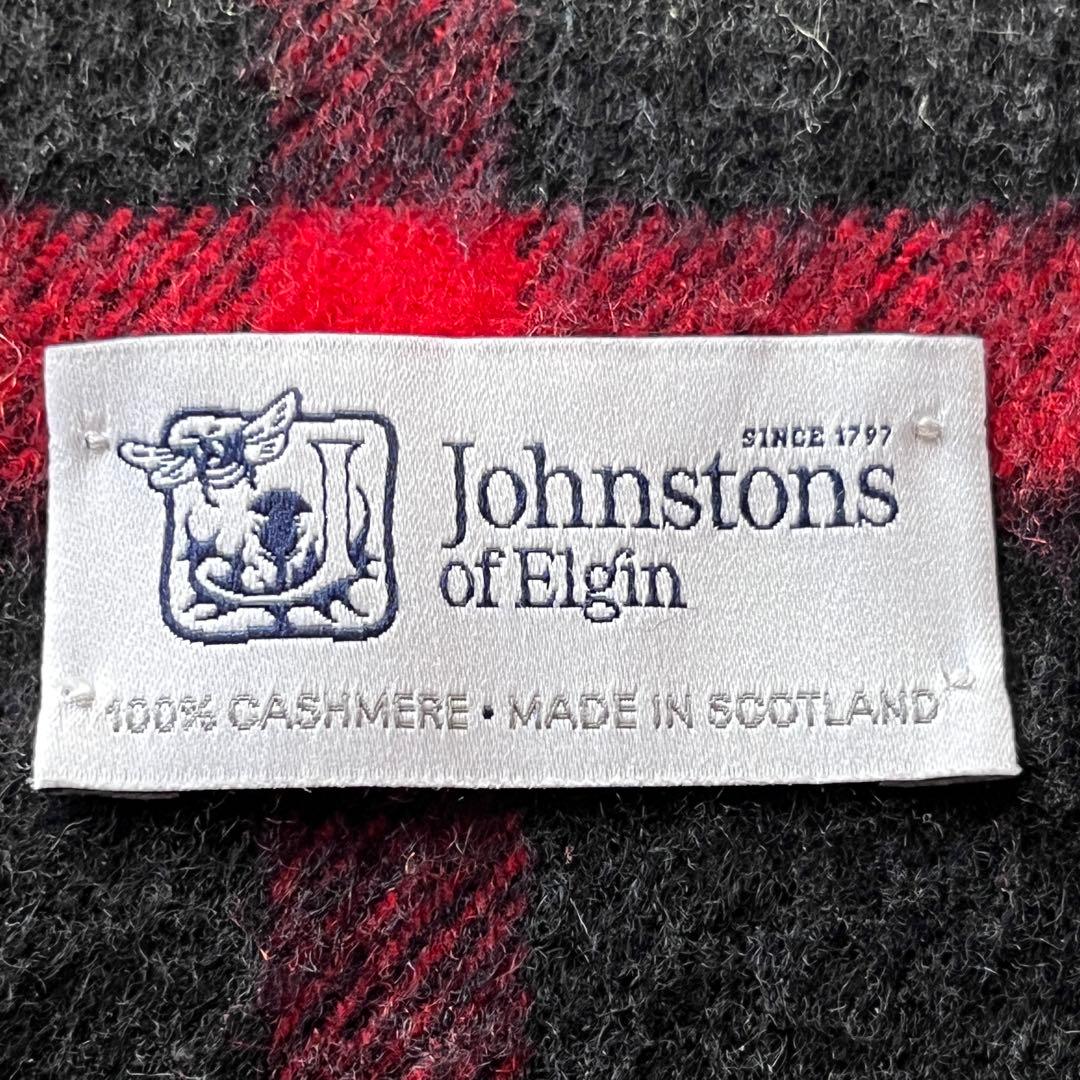 SINCE 1797
Johnstons
of Elgin
100% CASHMERE • MADE IN SCOTLAND